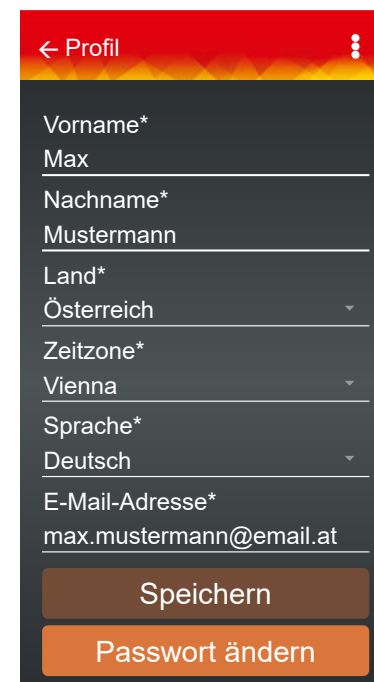 Profil
Vorname*
Max
Nachname*
Mustermann
Land*
Österreich
Zeitzone*
Vienna
Sprache*
Deutsch
E-Mail-Adresse*
max.mustermann@email.at
Speichern
Passwort ändern